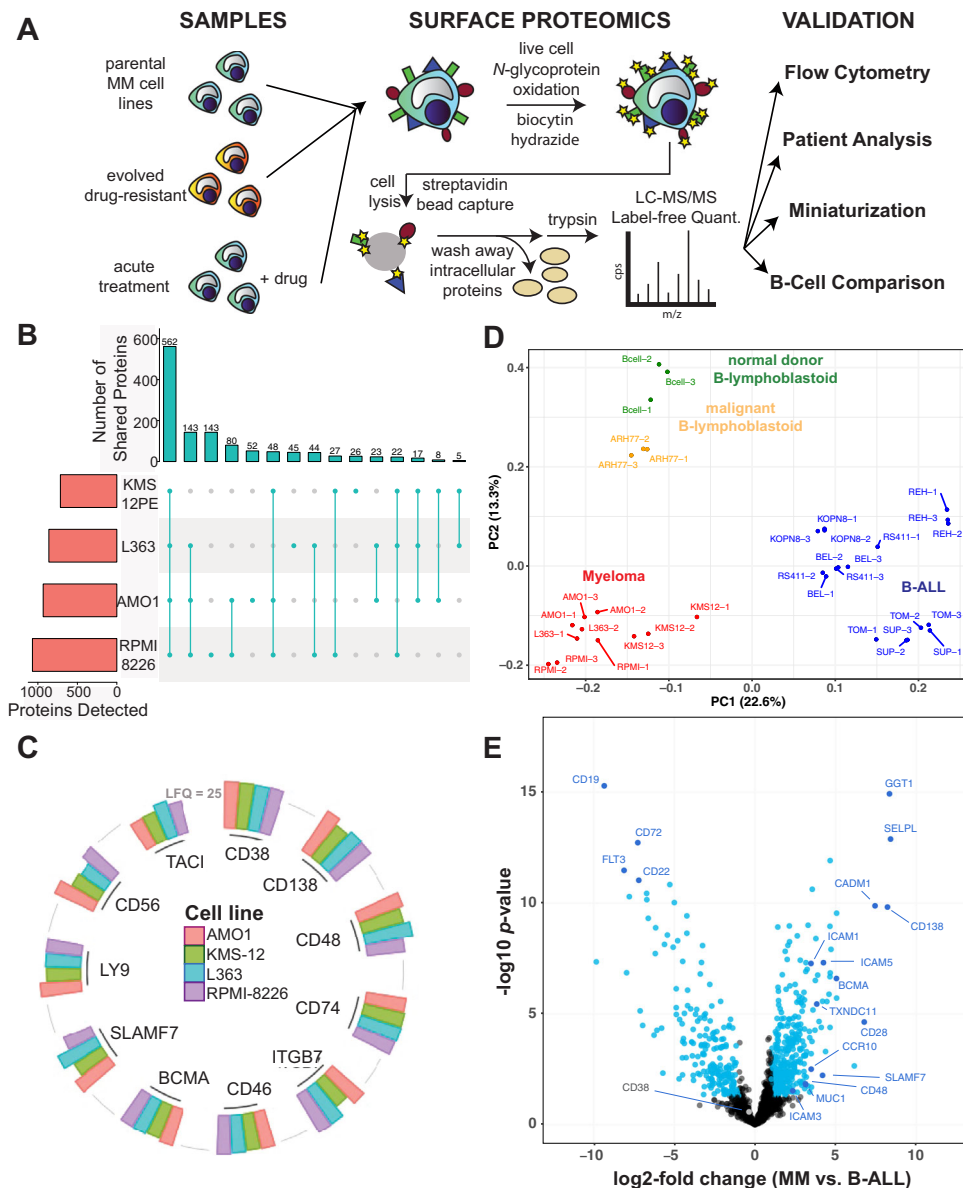 A
SAMPLES
SURFACE PROTEOMICS
VALIDATION
parental
MM cell
lines
evolved
drug-resistant
acute
treatment
+ drug
live cell
N-glycoprotein
oxidation
biocytin
hydrazide
cell
lysis
streptavidin
bead capture
wash away
intracellular
proteins
trypsin
LC-MS/MS
Label-free Quant.
cps
m/z
Flow Cytometry
Patient Analysis
Miniaturization
B-Cell Comparison
B
Number of
Shared Proteins
600
400
200
0
562
143
143
80
52
48
45
44
27
26
23
22
17
8
5
KMS
12PE
L363
AMO1
RPMI
8226
1000
500
0
Proteins Detected
C
LFQ = 25
CD38
CD138
CD48
CD74
ITGB7
CD46
BCMA
SLAMF7
LY9
CD56
TACI
Cell line
AMO1
KMS-12
L363
RPMI-8226
D
PC2 (13.3%)
0.4
0.2
0.0
−0.2
−0.2
−0.1
0.0
0.1
0.2
PC1 (22.6%)
Bcell−2
Bcell−3
Bcell−1
normal donor
B-lymphoblastoid
malignant
B-lymphoblastoid
ARH77−2
ARH77−3
ARH77−1
REH−1
REH−3
REH−2
KOPN8−1
KOPN8−3
KOPN8−2
RS411−1
BEL−2
BEL−3
RS411−2
RS411−3
BEL−1
B-ALL
TOM−2
TOM−3
TOM−1
SUP−3
SUP−2
SUP−1
Myeloma
AMO1−3
AMO1−1
AMO1−2
KMS12−1
L363−1
L363−2
KMS12−2
KMS12−3
RPMI−3
RPMI−2
RPMI−1
E
-log10 p-value
15
10
5
0
−10
−5
0
5
10
log2-fold change (MM vs. B-ALL)
CD19
CD72
FLT3
CD22
GGT1
SELPL
CADM1
CD138
ICAM1
ICAM5
BCMA
TXNDC11
CD28
CCR10
SLAMF7
CD48
MUC1
ICAM3
CD38